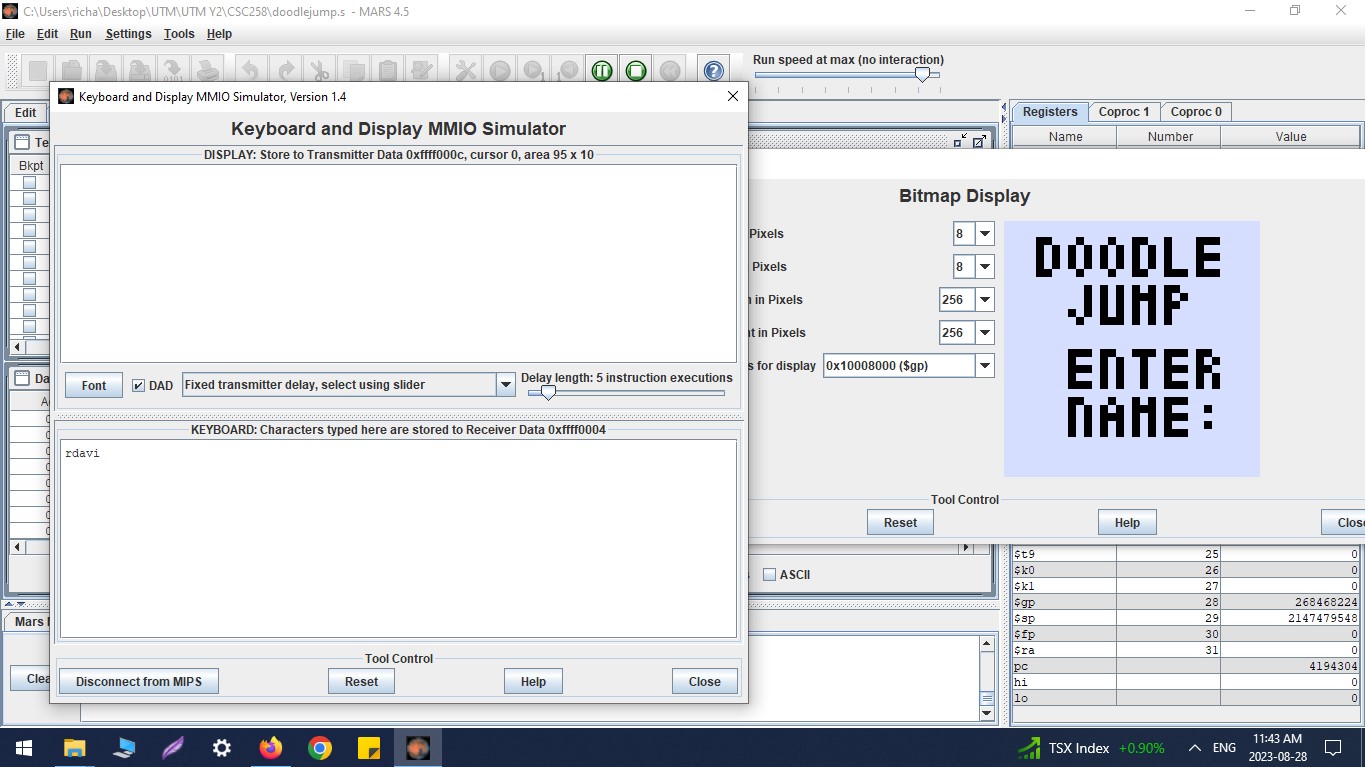 C:\Users\richa\Desktop\UTM\UTM Y2\CSC258\doodlejump.s - MARS 4.5
File Edit Run Settings Tools Help
Run speed at max (no interaction)
Keyboard and Display MMIO Simulator, Version 1.4
Edit
Registers Coproc 1 Coproc 0
Keyboard and Display MMIO Simulator
Name Number Value
DISPLAY: Store to Transmitter Data 0xffff000c, cursor 0, area 95 x 10
Bkpt
Bitmap Display
Pixels 8
Pixels 8
in Pixels 256
in Pixels 256
for display 0x10008000 ($gp)
DOODLE
JUMP
ENTER
NAME:
Font DAD Fixed transmitter delay, select using slider Delay length: 5 instruction executions
KEYBOARD: Characters typed here are stored to Receiver Data 0xffff0004
rdavi
Tool Control
Reset Help Close
ASCII
$t9 25 0
$k0 26 0
$k1 27 0
$gp 28 268468224
$sp 29 2147479548
$fp 30 0
$ra 31 0
pc 4194304
hi 0
lo 0
Mars
Tool Control
Disconnect from MIPS Reset Help Close
TSX Index +0.90% ENG 11:43 AM
2023-08-28